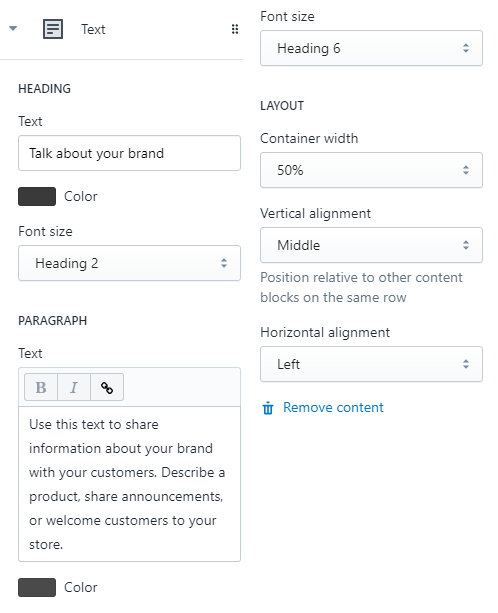 Text
HEADING
Text
Talk about your brand
Color
Font size
Heading 2
PARAGRAPH
Text
B I
Use this text to share
information about your brand
with your customers. Describe a
product, share announcements,
or welcome customers to your
store.
Color
Font size
Heading 6
LAYOUT
Container width
50%
Vertical alignment
Middle
Position relative to other content
blocks on the same row
Horizontal alignment
Left
Remove content